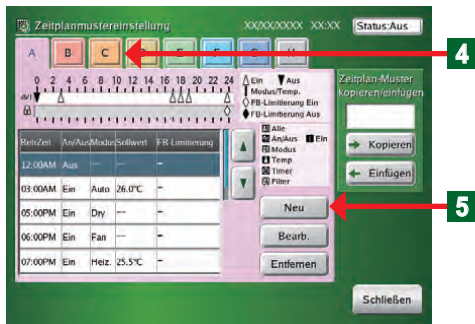 Zeitplanmustereinstellung XX/XX/XXXX XX:XX Status:Aus
A B C D E F G H
4
0 2 4 6 8 10 12 14 16 18 20 22 24
Ein Aus
Modus/Temp.
FB-Limitierung Ein
FB-Limitierung Aus
Alle
An/Aus Ein
Modus
Temp
Timer
Filter
Zeitplan-Muster
kopieren/einfügen
Kopieren
Einfügen
BetrZeit An/Aus Modus Sollwert FB-Limitierung
12:00AM Aus --- --- -
03:00AM Ein Auto 26.0°C -
05:00PM Ein Dry --- -
06:00PM Ein Fan --- -
07:00PM Ein Heiz. 25.5°C -
Neu
5
Bearb.
Entfernen
Schließen